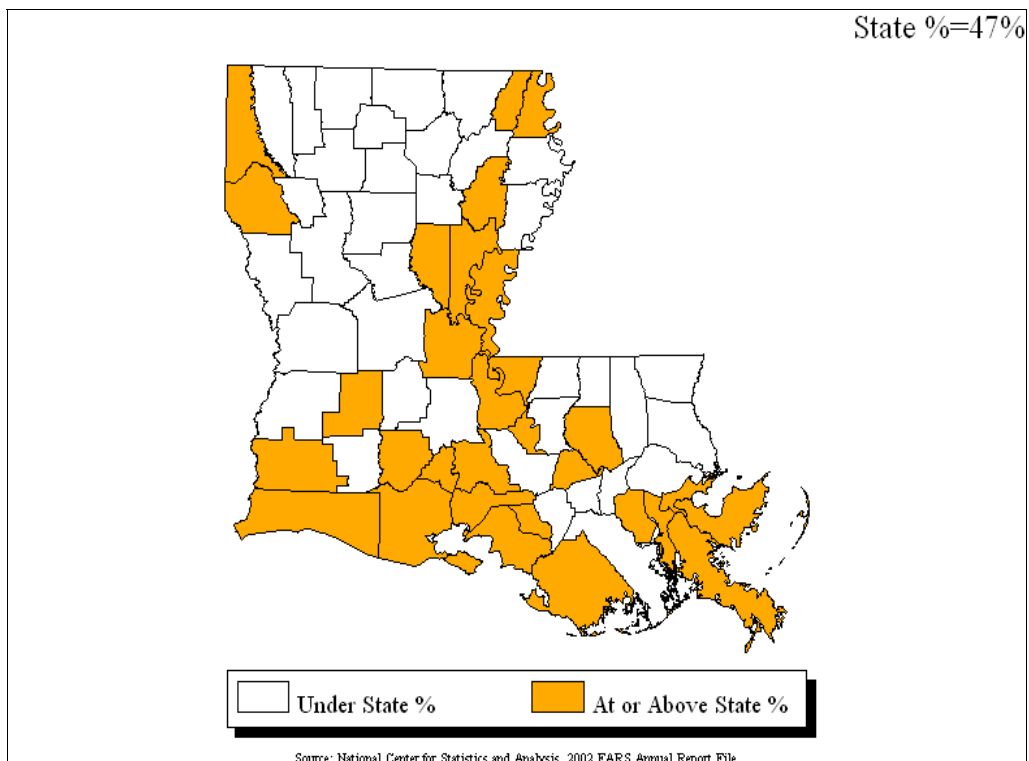 State %=47%
Under State %
At or Above State %
Source: National Center for Statistics and Analysis, 2002 FARS Annual Report File